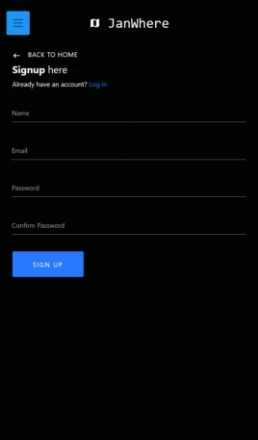 JanWhere
BACK TO HOME
Signup here
Already have an account? Log in
Name
Email
Password
Confirm Password
SIGN UP